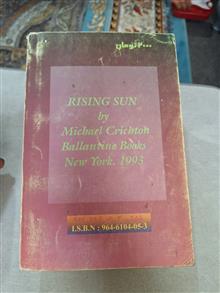 RISING SUN
by
Michael Crichton
Ballantine Books
New York. 1993
I.S.B.N : 964-6104-05-3